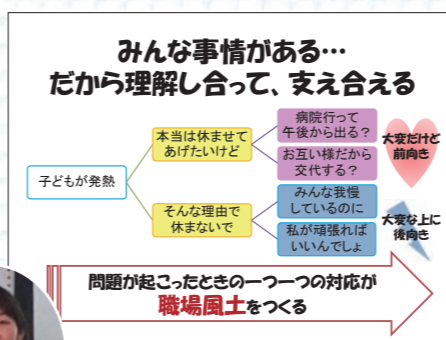 みんな事情がある…
だから理解し合って、支え合える
子どもが発熱
本当は休ませて
あげたいけど
病院行って
午後から出る？
お互い様だから
交代する？
大変だけど
前向き
そんな理由で
休まないで
みんな我慢
しているのに
私が頑張れば
いいんでしょ
大変な上に
後向き
問題が起こったときの一つ一つの対応が
職場風土をつくる